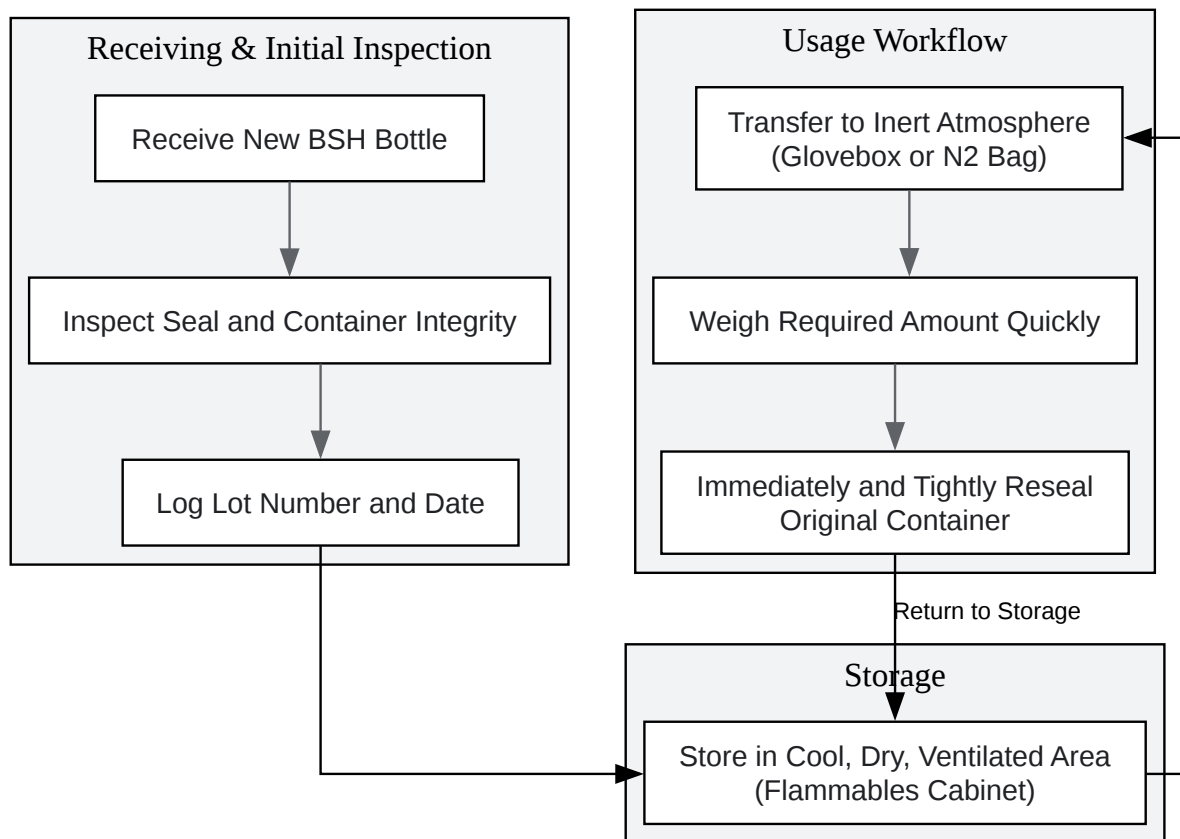 Receiving & Initial Inspection
Receive New BSH Bottle
Inspect Seal and Container Integrity
Log Lot Number and Date
Usage Workflow
Transfer to Inert Atmosphere
(Glovebox or N2 Bag)
Weigh Required Amount Quickly
Immediately and Tightly Reseal
Original Container
Return to Storage
Storage
Store in Cool, Dry, Ventilated Area
(Flammables Cabinet)